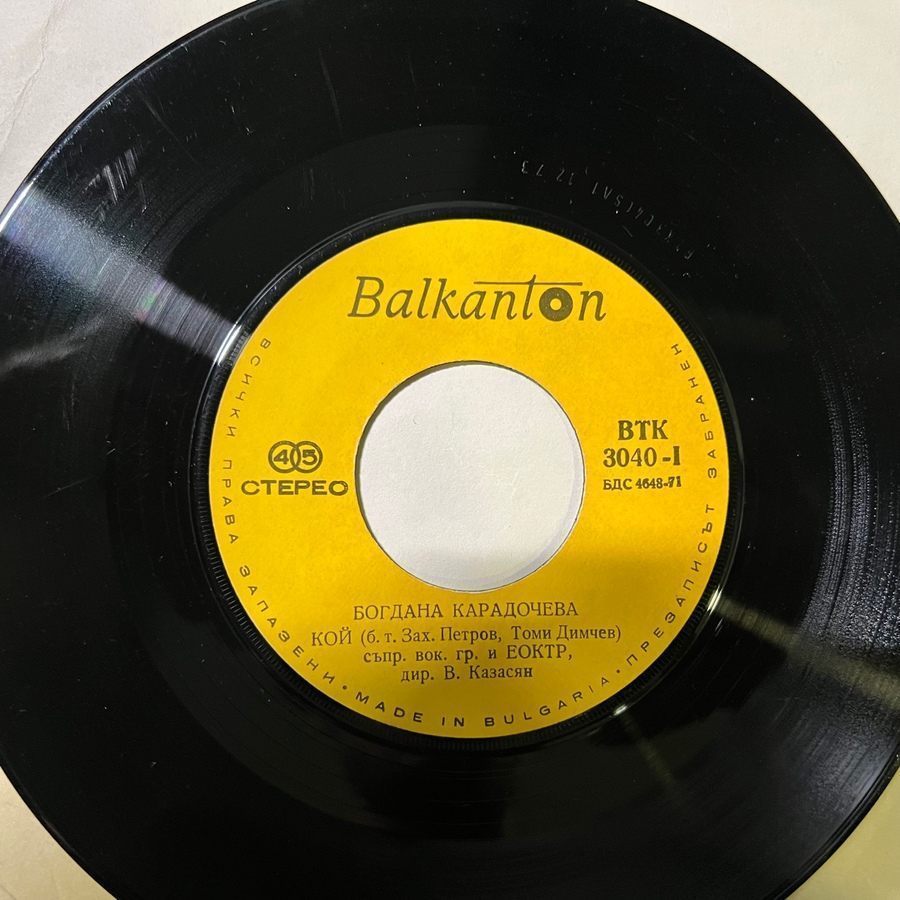 Balkanton
45
СТЕРЕО
ВТК
3040-I
БДС 4648-71
БОГДАНА КАРАДОЧЕВА
КОЙ (б. т. Зах. Петров, Томи Димчев)
съпр. вок. гр. и ЕОКТР,
дир. В. Казасян
ВСИЧКИ ПРАВА ЗАПАЗЕНИ • MADE IN BULGARIA • ПРЕЗАПИСЪТ ЗАБРАНЕН